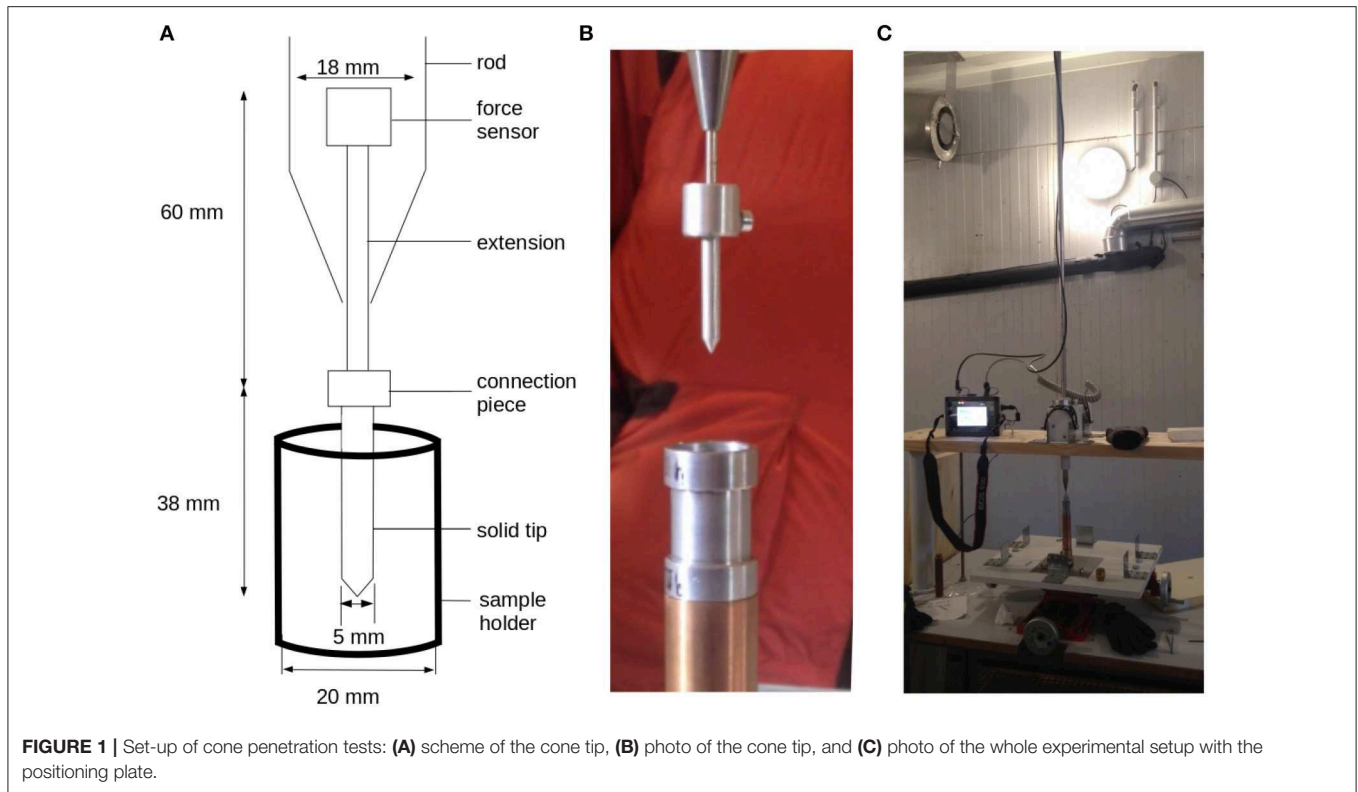 A
B
C
18 mm
rod
force
sensor
60 mm
extension
connection
piece
38 mm
solid tip
sample
holder
5 mm
20 mm
FIGURE 1 | Set-up of cone penetration tests: (A) scheme of the cone tip, (B) photo of the cone tip, and (C) photo of the whole experimental setup with the
positioning plate.